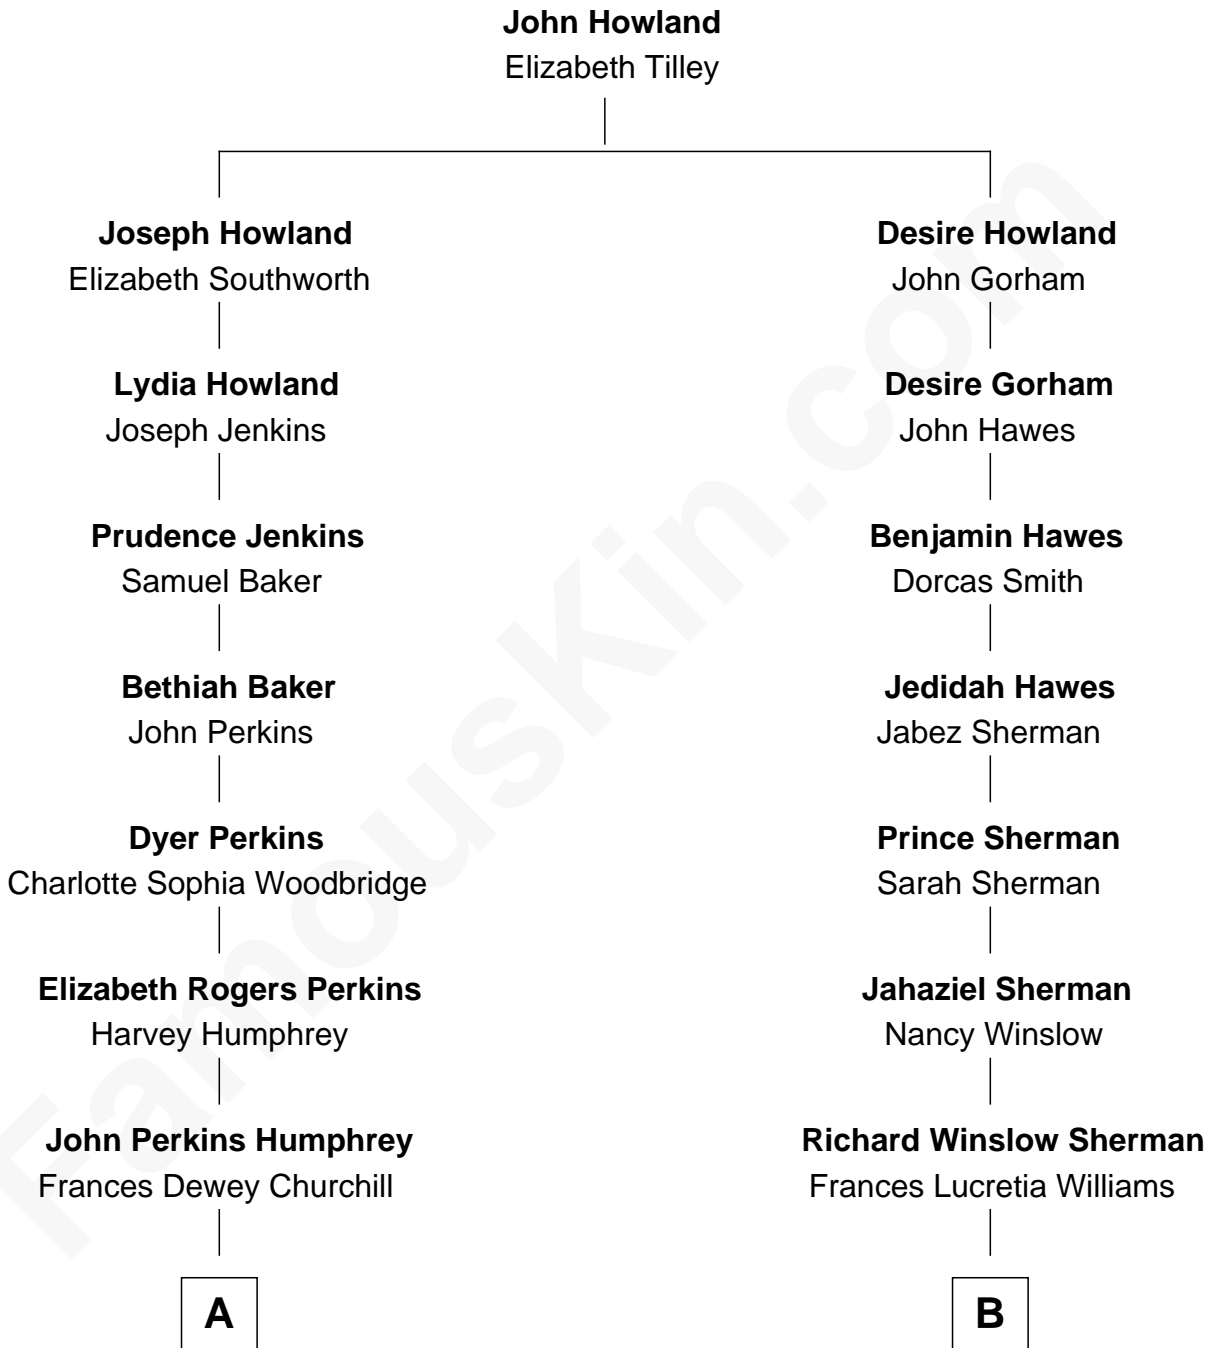 John Howland
Elizabeth Tilley
Joseph Howland
Elizabeth Southworth
Lydia Howland
Joseph Jenkins
Prudence Jenkins
Samuel Baker
Bethiah Baker
John Perkins
Dyer Perkins
Charlotte Sophia Woodbridge
Elizabeth Rogers Perkins
Harvey Humphrey
John Perkins Humphrey
Frances Dewey Churchill
A
Desire Howland
John Gorham
Desire Gorham
John Hawes
Benjamin Hawes
Dorcas Smith
Jedidah Hawes
Jabez Sherman
Prince Sherman
Sarah Sherman
Jahaziel Sherman
Nancy Winslow
Richard Winslow Sherman
Frances Lucretia Williams
B
FamousKin.com